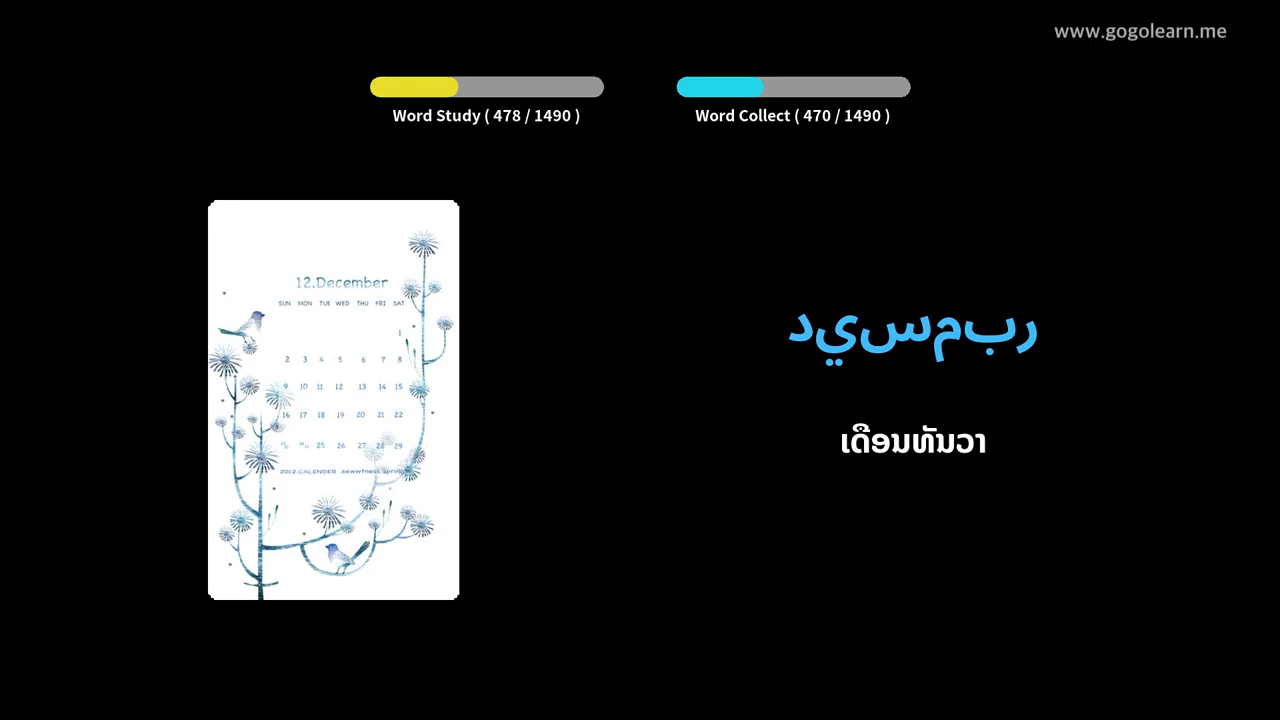 www.gogolearn.me
Word Study ( 478 / 1490 )
Word Collect ( 470 / 1490 )
12.December
SUN MON TUE WED THU FRI SAT
1
2 3 4 5 6 7 8
9 10 11 12 13 14 15
16 17 18 19 20 21 22
25 26 27 28 29
2012.CALENDER
ديسمبر
ເດືອນທັນວາ